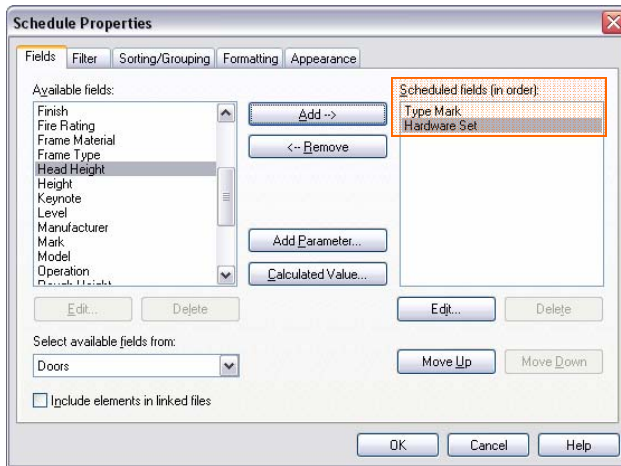 Schedule Properties
Fields Filter Sorting/Grouping Formatting Appearance
Available fields:
Finish
Fire Rating
Frame Material
Frame Type
Head Height
Height
Keynote
Level
Manufacturer
Mark
Model
Operation
Add -->
<-- Remove
Add Parameter...
Calculated Value...
Scheduled fields (in order):
Type Mark
Hardware Set
Edit... Delete
Edit... Delete
Select available fields from:
Doors
Move Up Move Down
Include elements in linked files
OK Cancel Help